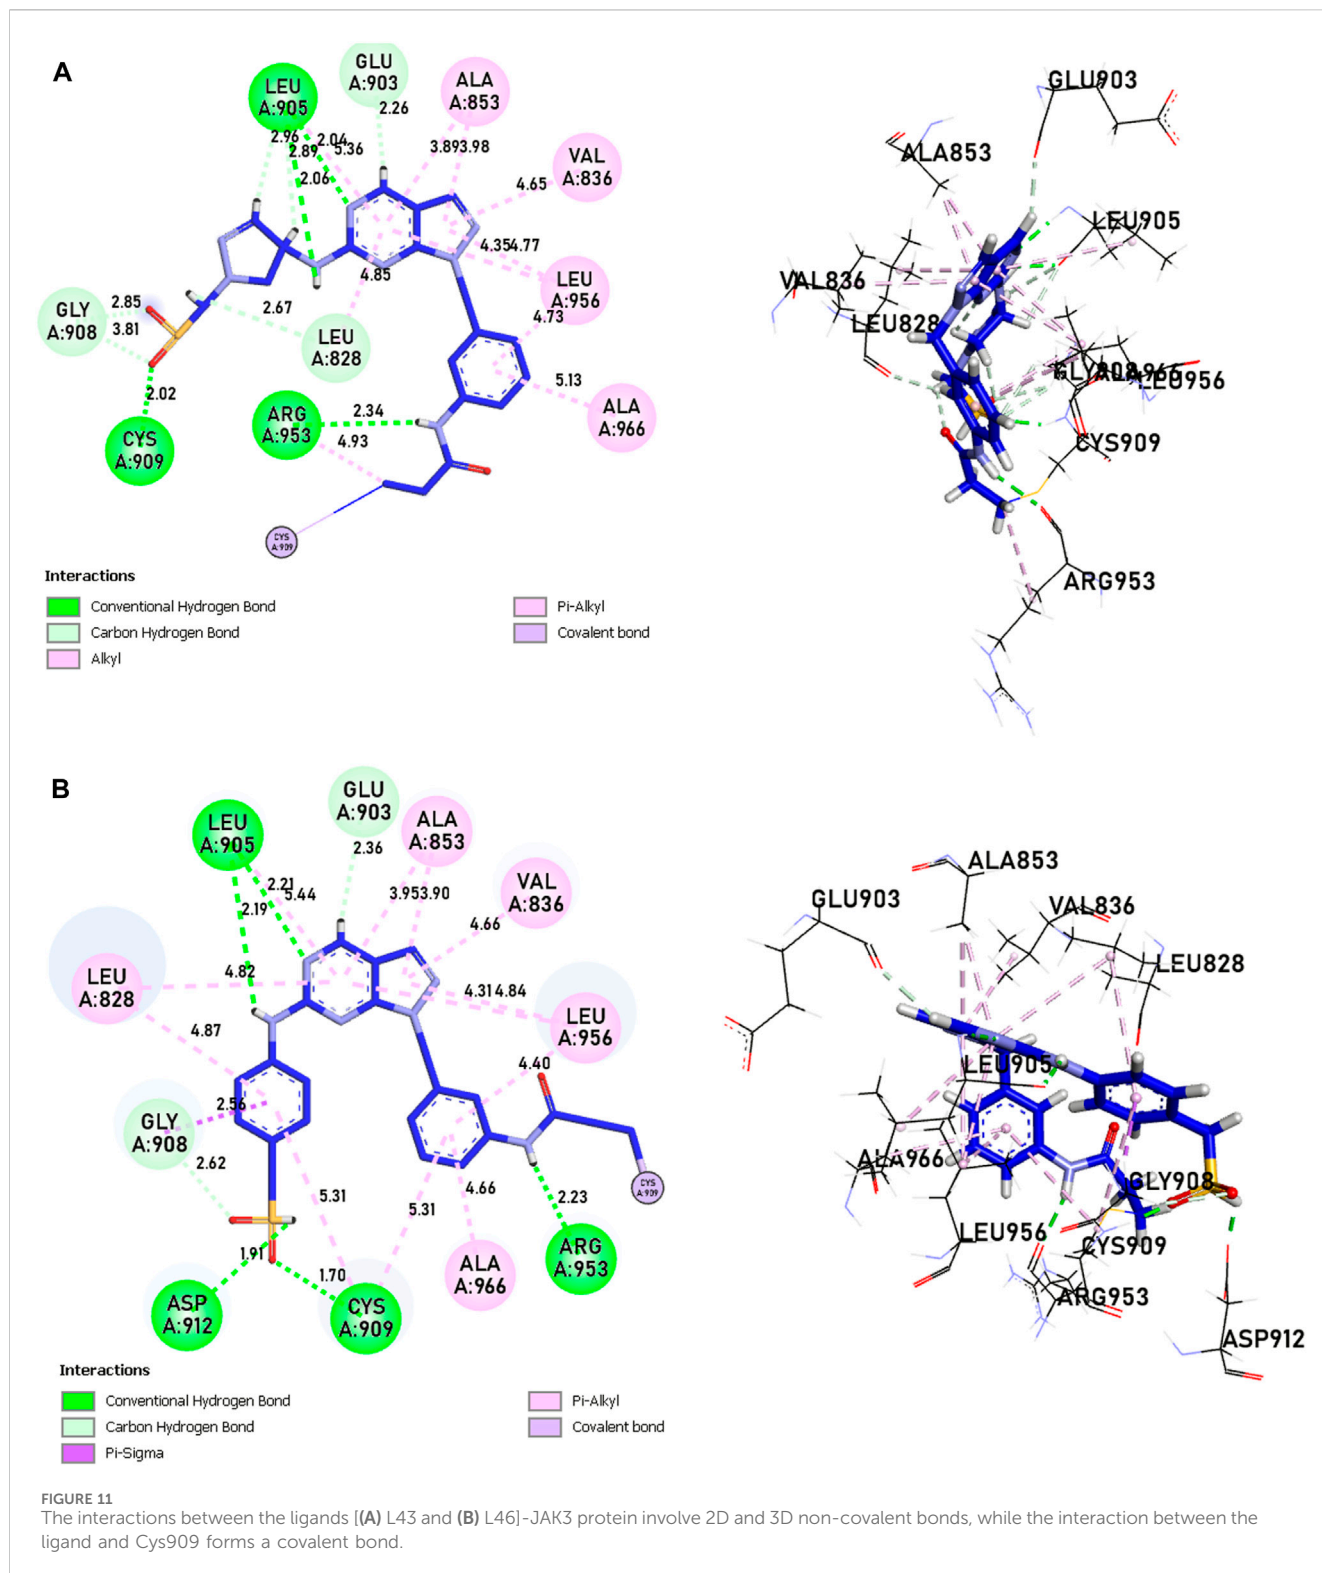 A
LEU
A:905
GLU
A:903
ALA
A:853
VAL
A:836
2.26
2.96
2.04
2.89
5.36
2.06
3.89
3.98
4.65
4.35
4.77
4.85
LEU
A:956
4.73
GLY
A:908
2.85
3.81
2.67
LEU
A:828
2.02
CYS
A:909
ARG
A:953
2.34
4.93
5.13
ALA
A:966
CYS
A:909
Interactions
Conventional Hydrogen Bond
Carbon Hydrogen Bond
Alkyl
Pi-Alkyl
Covalent bond
GLU903
ALA853
LEU905
VAL836
LEU828
GLY908
ALA966
LEU956
CYS909
ARG953
B
LEU
A:905
GLU
A:903
ALA
A:853
VAL
A:836
2.36
2.21
5.44
2.19
3.95
3.90
4.66
LEU
A:828
4.82
4.87
4.31
4.84
LEU
A:956
4.40
GLY
A:908
2.56
2.62
5.31
5.31
4.66
2.23
CYS
A:909
1.91
1.70
ASP
A:912
CYS
A:909
ALA
A:966
ARG
A:953
Interactions
Conventional Hydrogen Bond
Carbon Hydrogen Bond
Pi-Sigma
Pi-Alkyl
Covalent bond
ALA853
GLU903
VAL836
LEU828
LEU905
ALA966
GLY908
LEU956
CYS909
ARG953
ASP912
FIGURE 11
The interactions between the ligands [(A) L43 and (B) L46]-JAK3 protein involve 2D and 3D non-covalent bonds, while the interaction between the
ligand and Cys909 forms a covalent bond.